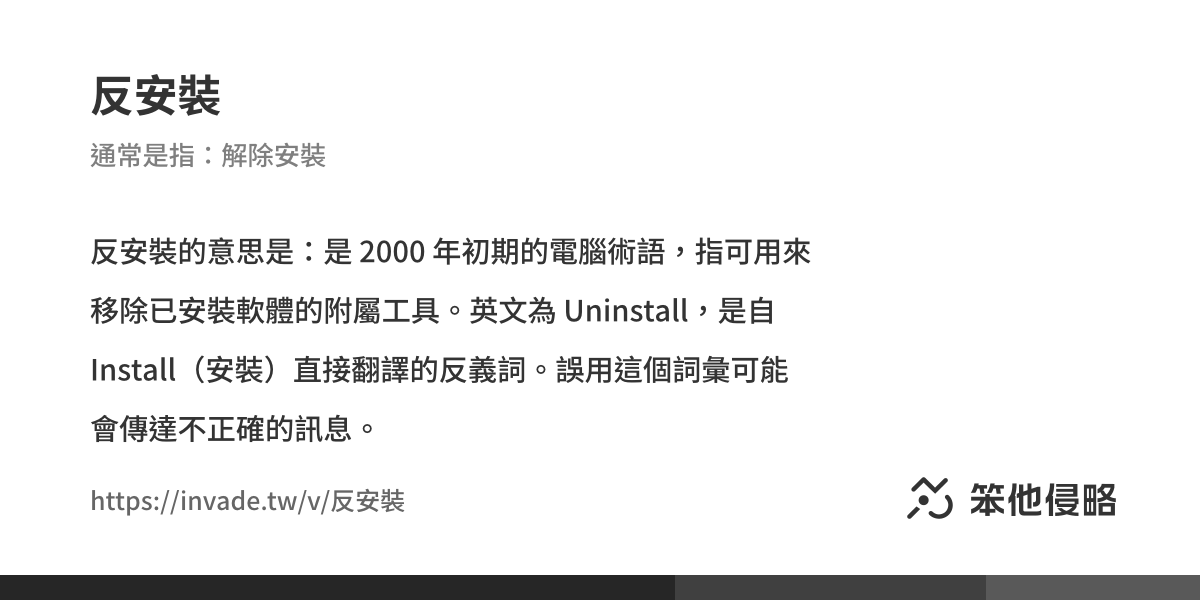 反安裝
通常是指：解除安裝
反安裝的意思是：是 2000 年初期的電腦術語，指可用來
移除已安裝軟體的附屬工具。英文為 Uninstall，是自
Install（安裝）直接翻譯的反義詞。誤用這個詞彙可能
會傳達不正確的訊息。
https://invade.tw/v/反安裝
笨他侵略